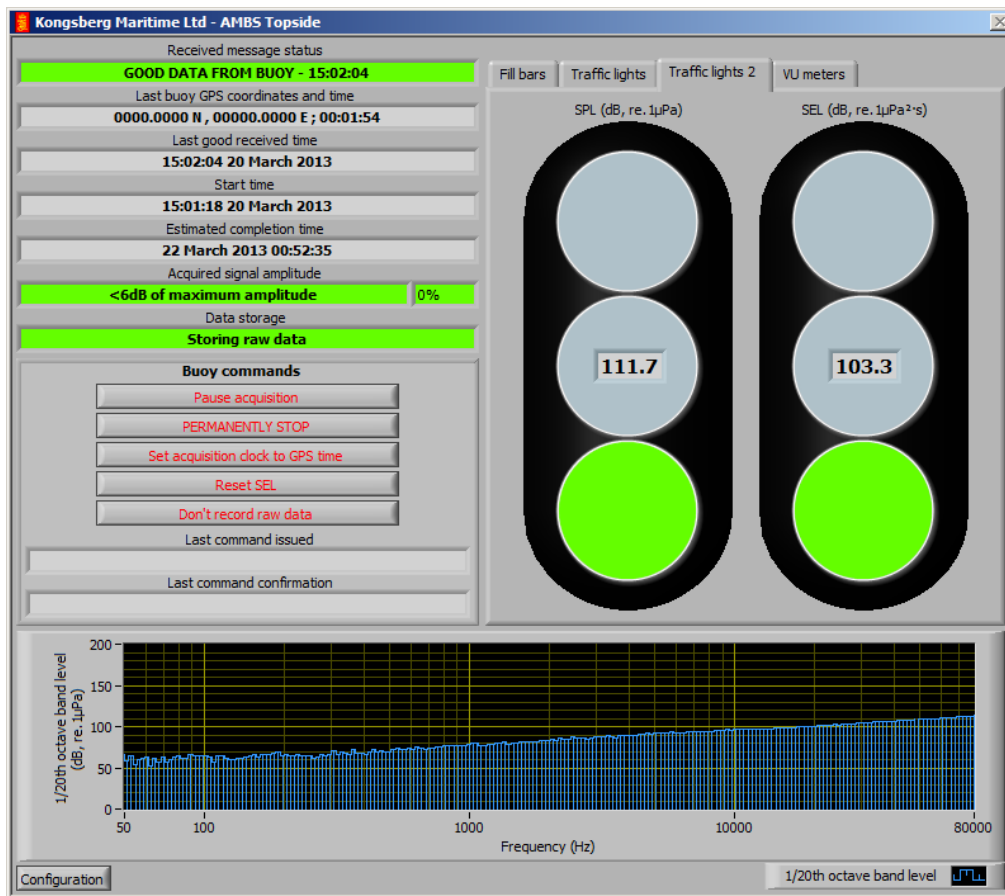 Kongsberg Maritime Ltd - AMBS Topside
Received message status
GOOD DATA FROM BUOY - 15:02:04
Last buoy GPS coordinates and time
0000.0000 N , 00000.0000 E ; 00:01:54
Last good received time
15:02:04 20 March 2013
Start time
15:01:18 20 March 2013
Estimated completion time
22 March 2013 00:52:35
Acquired signal amplitude
<6dB of maximum amplitude 0%
Data storage
Storing raw data
Buoy commands
Pause acquisition
PERMANENTLY STOP
Set acquisition clock to GPS time
Reset SEL
Don't record raw data
Last command issued
Last command confirmation
Fill bars Traffic lights Traffic lights 2 VU meters
SPL (dB, re.1µPa) SEL (dB, re.1µPa²·s)
111.7 103.3
1/20th octave band level
(dB, re.1µPa)
200
150
100
50
0
50 100 1000 10000 80000
Frequency (Hz)
Configuration
1/20th octave band level